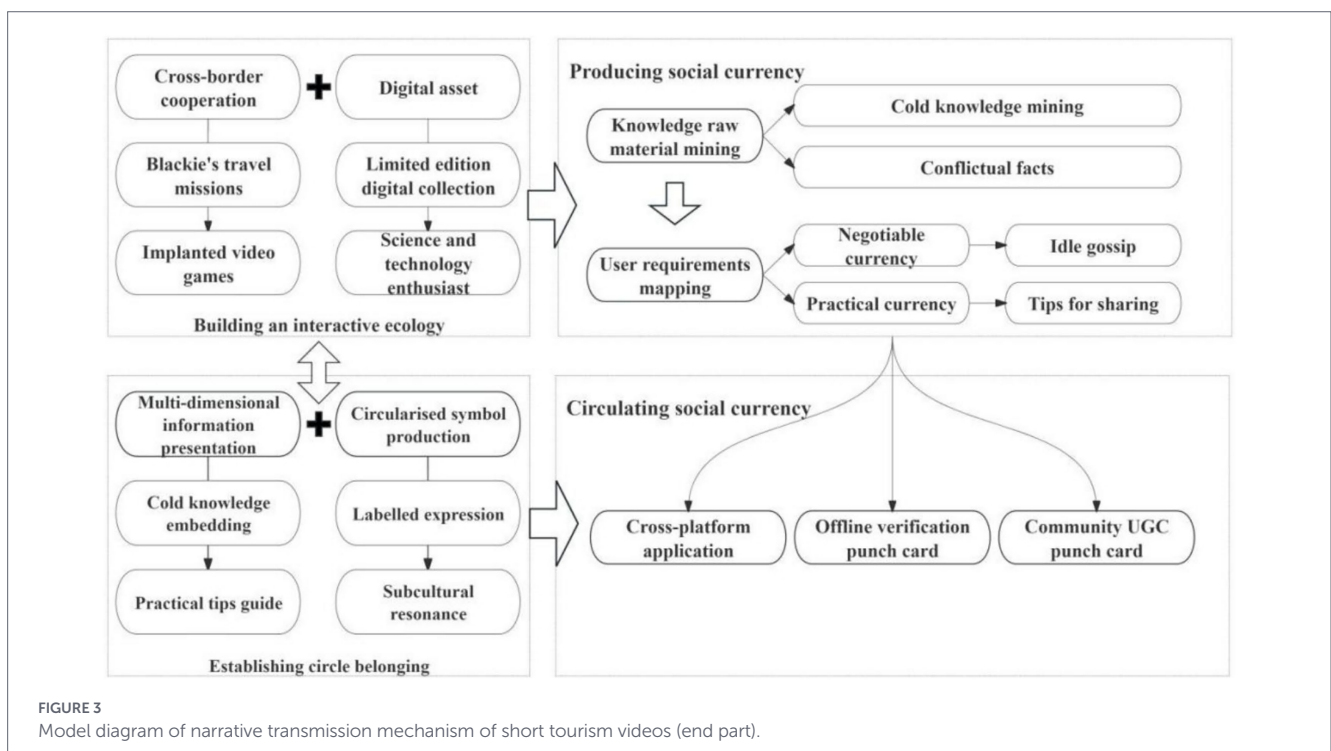 Cross-border
cooperation
Digital asset
Blackie's travel
missions
Limited edition
digital collection
Implanted video
games
Science and
technology
enthusiast
Building an interactive ecology
Producing social currency
Knowledge raw
material mining
Cold knowledge mining
Conflictual facts
User requirements
mapping
Negotiable
currency
Idle gossip
Practical currency
Tips for sharing
Multi-dimensional
information
presentation
Circularised symbol
production
Cold knowledge
embedding
Labelled expression
Practical tips guide
Subcultural
resonance
Establishing circle belonging
Circulating social currency
Cross-platform
application
Offline verification
punch card
Community UGC
punch card
FIGURE 3
Model diagram of narrative transmission mechanism of short tourism videos (end part).